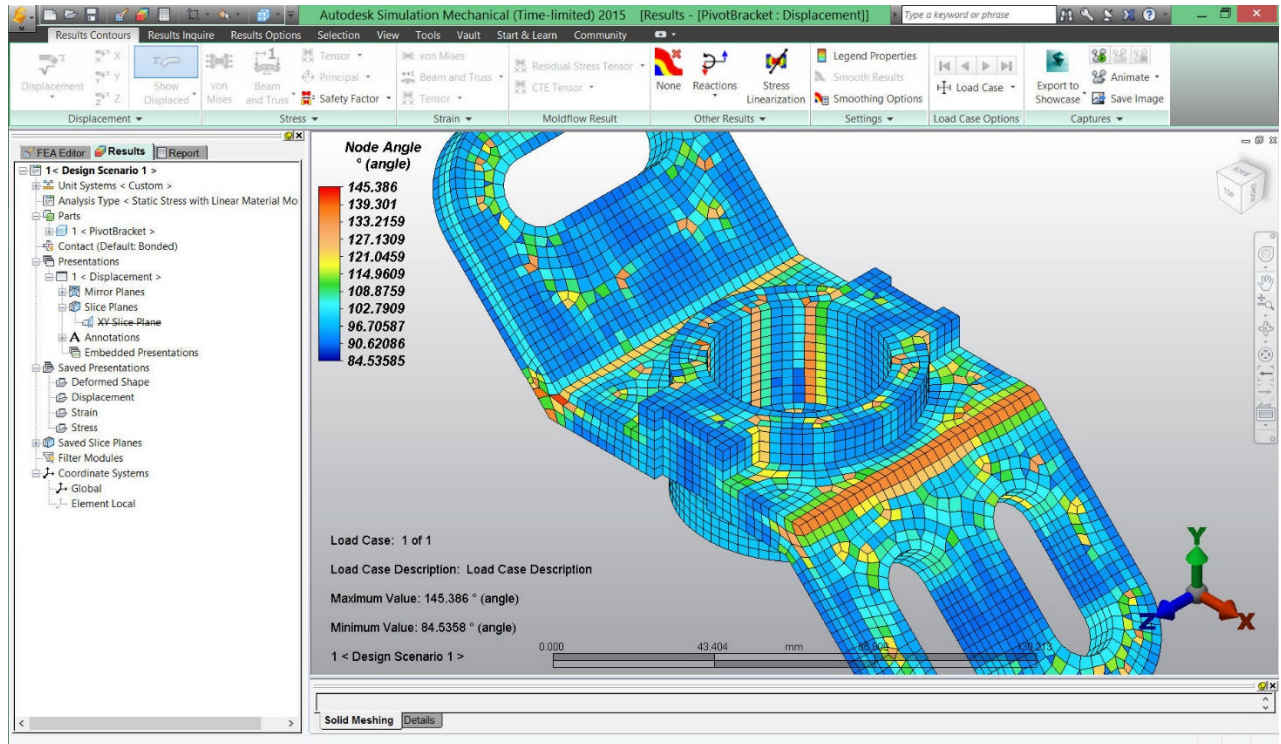 Autodesk Simulation Mechanical (Time-limited) 2015 [Results - [PivotBracket : Displacement]]
Type a keyword or phrase
Results Contours Results Inquire Results Options Selection View Tools Vault Start & Learn Community
Displacement
X
Y
Z
Show Displaced
von Mises
Beam and Truss
Tensor
Principal
Safety Factor
von Mises
Beam and Truss
Tensor
Residual Stress Tensor
CTE Tensor
None
Reactions
Stress Linearization
Legend Properties
Smooth Results
Smoothing Options
Load Case
Export to Showcase
Animate
Save Image
Displacement Stress Strain Moldflow Result Other Results Settings Load Case Options Captures
FEA Editor Results Report
1< Design Scenario 1 >
Unit Systems < Custom >
Analysis Type < Static Stress with Linear Material Mo
Parts
1 < PivotBracket >
Contact (Default: Bonded)
Presentations
1 < Displacement >
Mirror Planes
Slice Planes
XY Slice Plane
A Annotations
Embedded Presentations
Saved Presentations
Deformed Shape
Displacement
Strain
Stress
Saved Slice Planes
Filter Modules
Coordinate Systems
Global
Element Local
Node Angle
° (angle)
145.386
139.301
133.2159
127.1309
121.0459
114.9609
108.8759
102.7909
96.70587
90.62086
84.53585
TOP
BACK
RIGHT
Load Case: 1 of 1
Load Case Description: Load Case Description
Maximum Value: 145.386 ° (angle)
Minimum Value: 84.5358 ° (angle)
1 < Design Scenario 1 >
0.000 43.404 mm
Y
Z
X
Solid Meshing Details